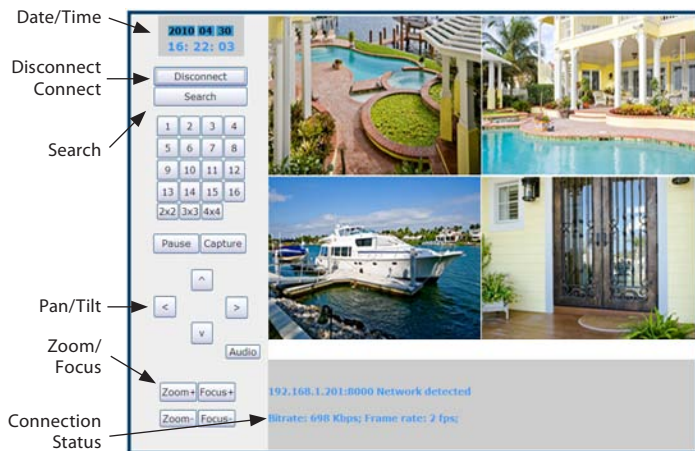 Date/Time
2010 04 30
16: 22: 03
Disconnect
Connect
Disconnect
Search
Search
1 2 3 4
5 6 7 8
9 10 11 12
13 14 15 16
2x2 3x3 4x4
Pause Capture
^
Pan/Tilt
< >
v
Audio
Zoom/
Focus
Zoom+ Focus+
Zoom- Focus-
Connection
Status
192.168.1.201:8000 Network detected
Bitrate: 698 Kbps; Frame rate: 2 fps;